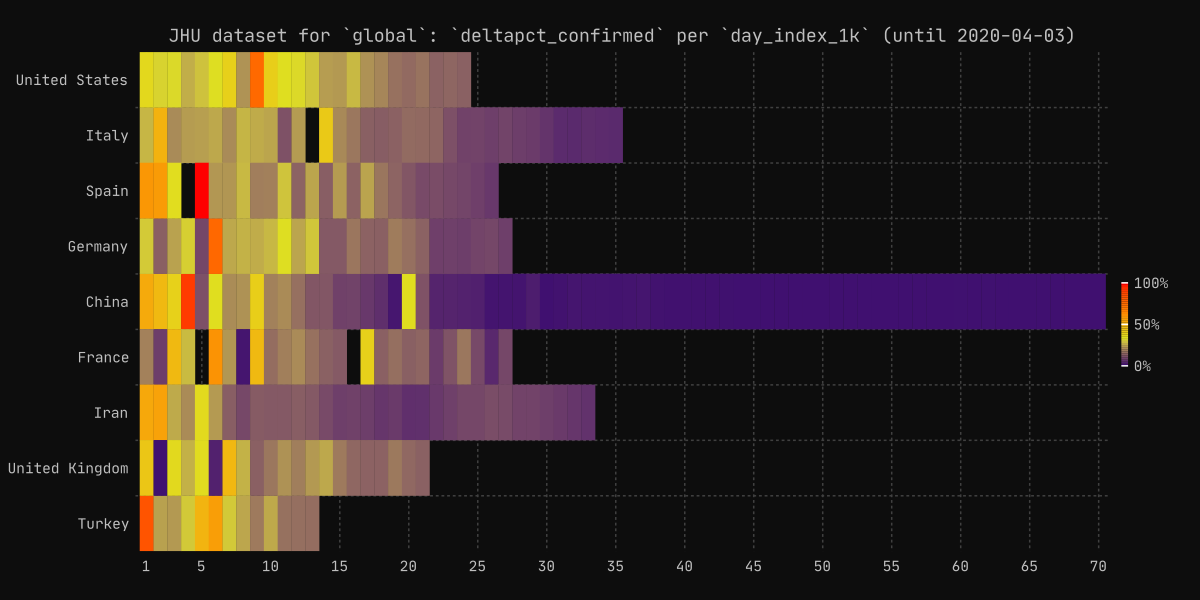 JHU dataset for `global`: `deltapct_confirmed` per `day_index_1k` (until 2020-04-03)
United States
Italy
Spain
Germany
China
France
Iran
United Kingdom
Turkey
100%
50%
0%
1 5 10 15 20 25 30 35 40 45 50 55 60 65 70